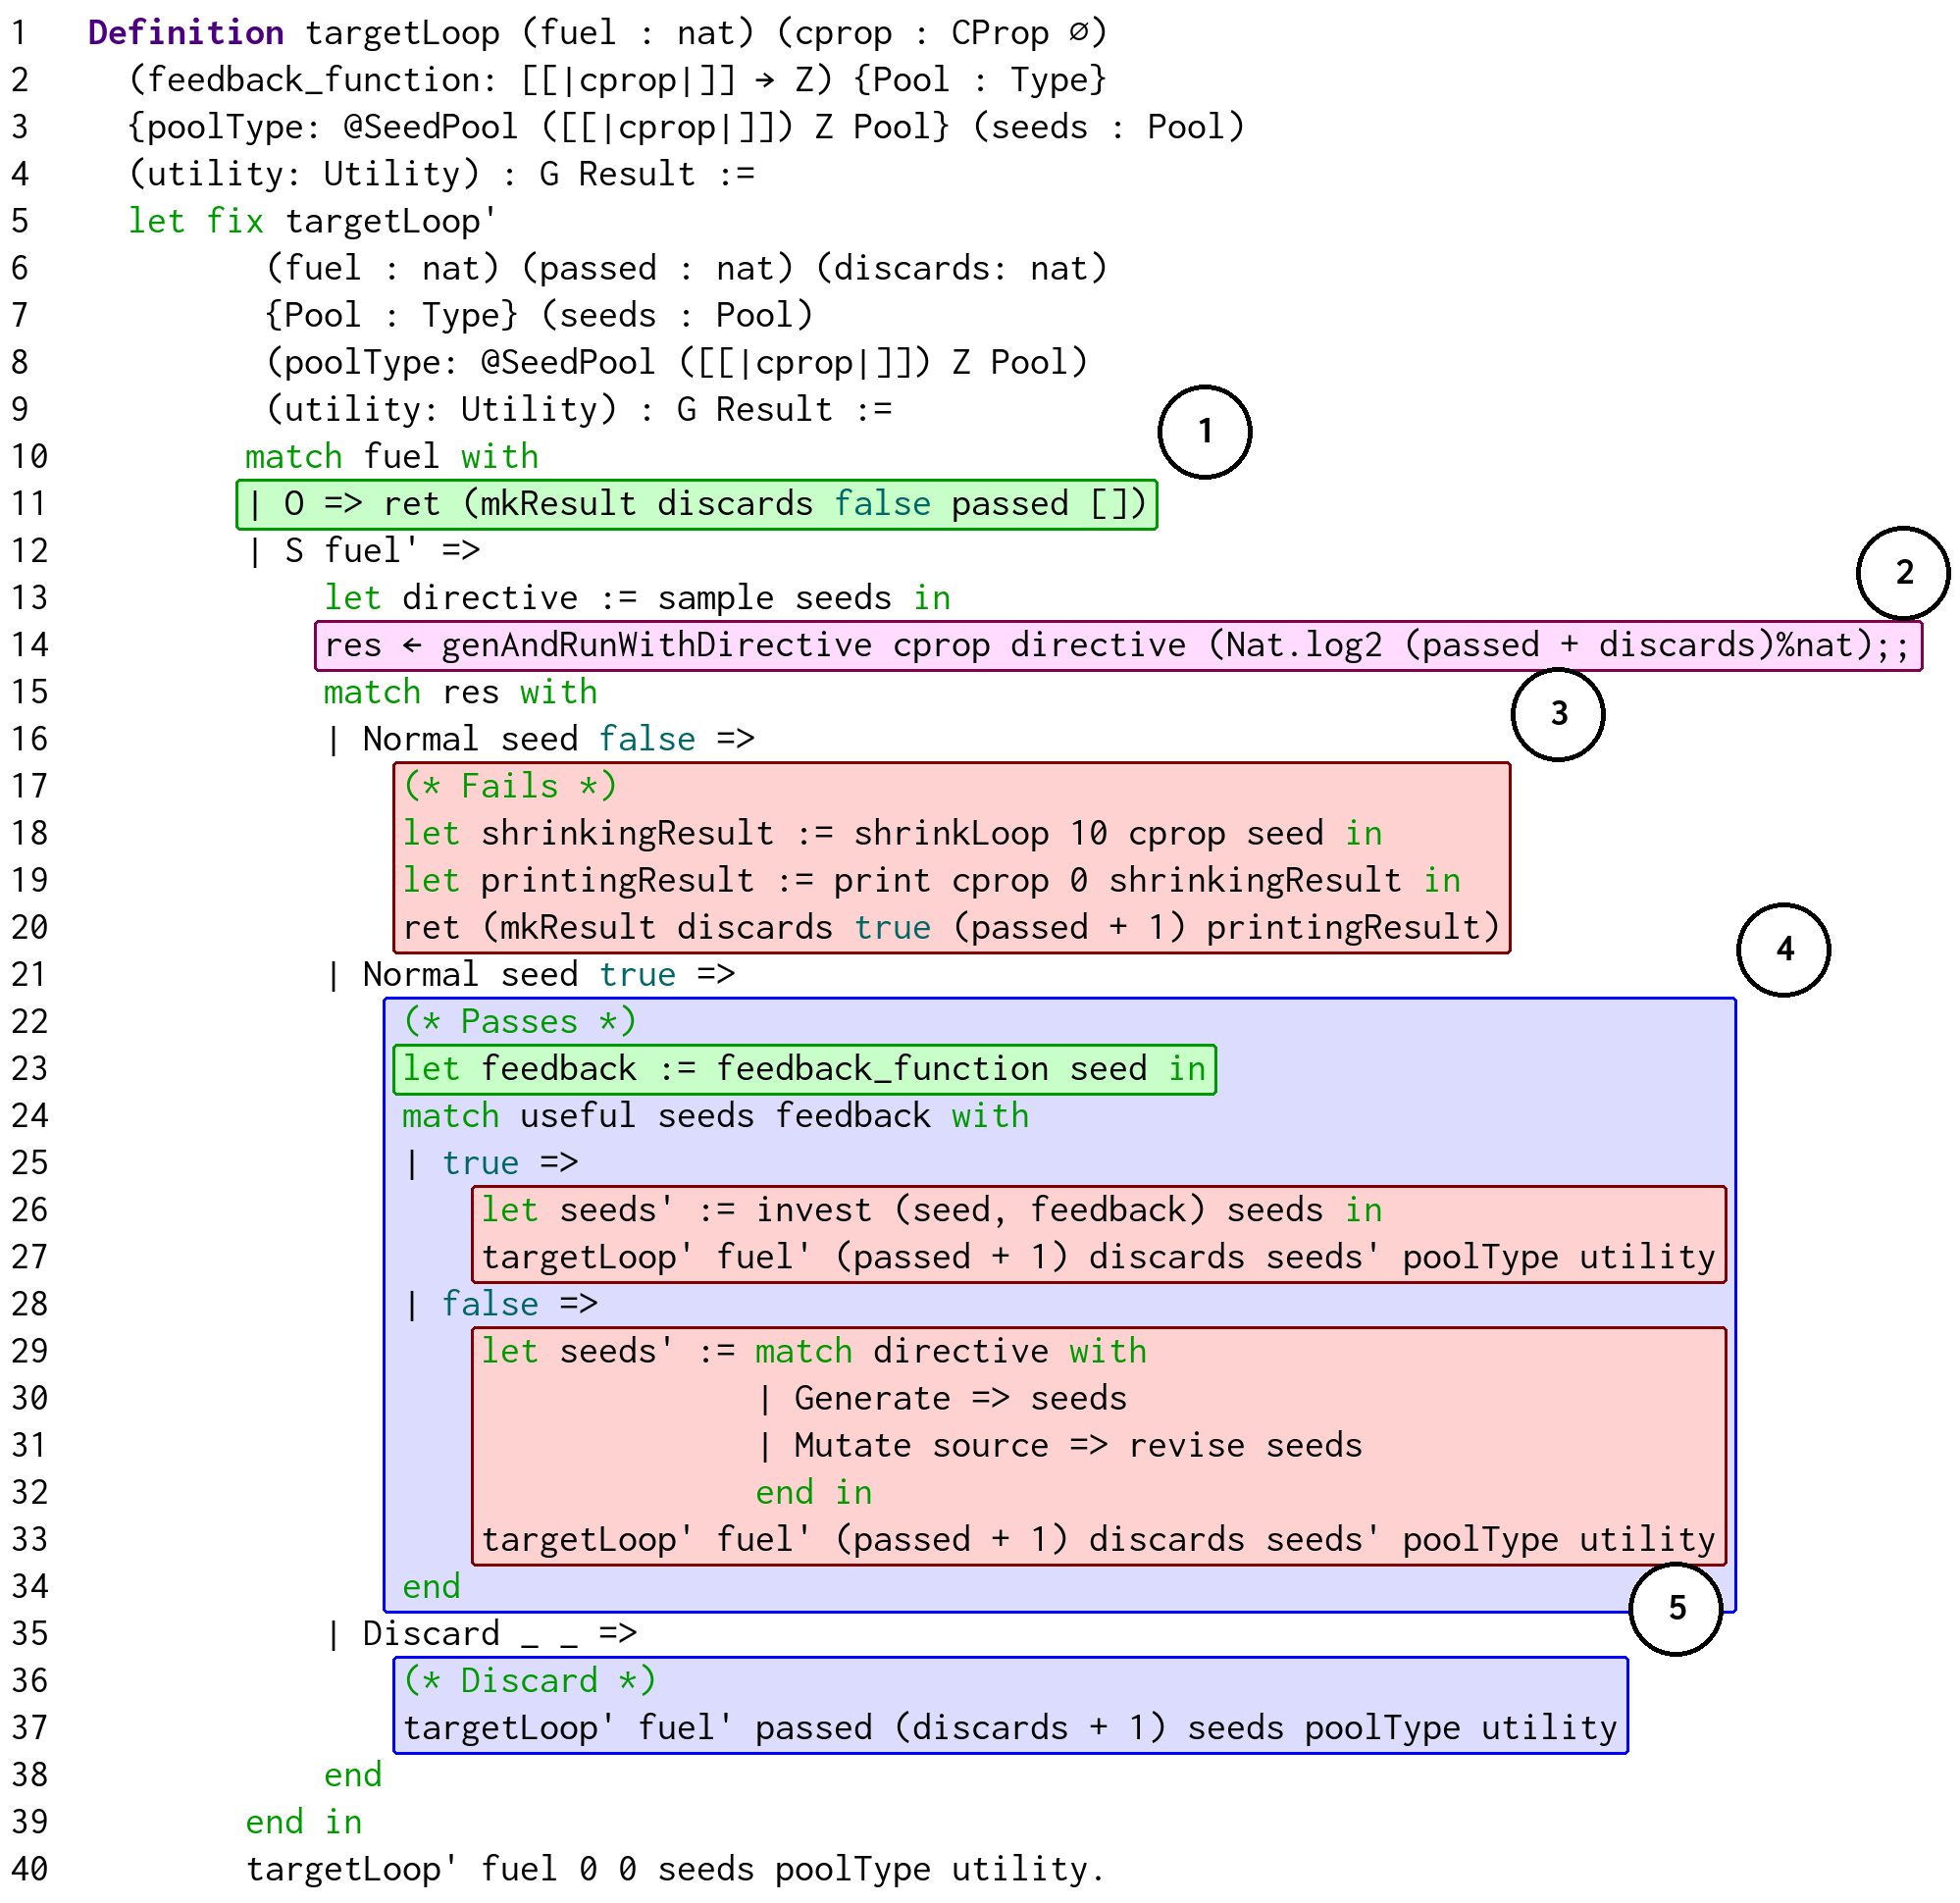 1 Definition targetLoop (fuel : nat) (cprop : CProp ∅)
2 (feedback_function: [[|cprop|]] → Z) {Pool : Type}
3 {poolType: @SeedPool ([[|cprop|]]) Z Pool} (seeds : Pool)
4 (utility: Utility) : G Result :=
5 let fix targetLoop'
6 (fuel : nat) (passed : nat) (discards: nat)
7 {Pool : Type} (seeds : Pool)
8 (poolType: @SeedPool ([[|cprop|]]) Z Pool)
9 (utility: Utility) : G Result :=
1
10 match fuel with
11 | O => ret (mkResult discards false passed [])
12 | S fuel' =>
2
13 let directive := sample seeds in
14 res ← genAndRunWithDirective cprop directive (Nat.log2 (passed + discards)%nat);;
15 match res with
3
16 | Normal seed false =>
17 (* Fails *)
18 let shrinkingResult := shrinkLoop 10 cprop seed in
19 let printingResult := print cprop 0 shrinkingResult in
20 ret (mkResult discards true (passed + 1) printingResult)
4
21 | Normal seed true =>
22 (* Passes *)
23 let feedback := feedback_function seed in
24 match useful seeds feedback with
25 | true =>
26 let seeds' := invest (seed, feedback) seeds in
27 targetLoop' fuel' (passed + 1) discards seeds' poolType utility
28 | false =>
29 let seeds' := match directive with
30 | Generate => seeds
31 | Mutate source => revise seeds
32 end in
33 targetLoop' fuel' (passed + 1) discards seeds' poolType utility
34 end
5
35 | Discard _ _ =>
36 (* Discard *)
37 targetLoop' fuel' passed (discards + 1) seeds poolType utility
38 end
39 end in
40 targetLoop' fuel 0 0 seeds poolType utility.